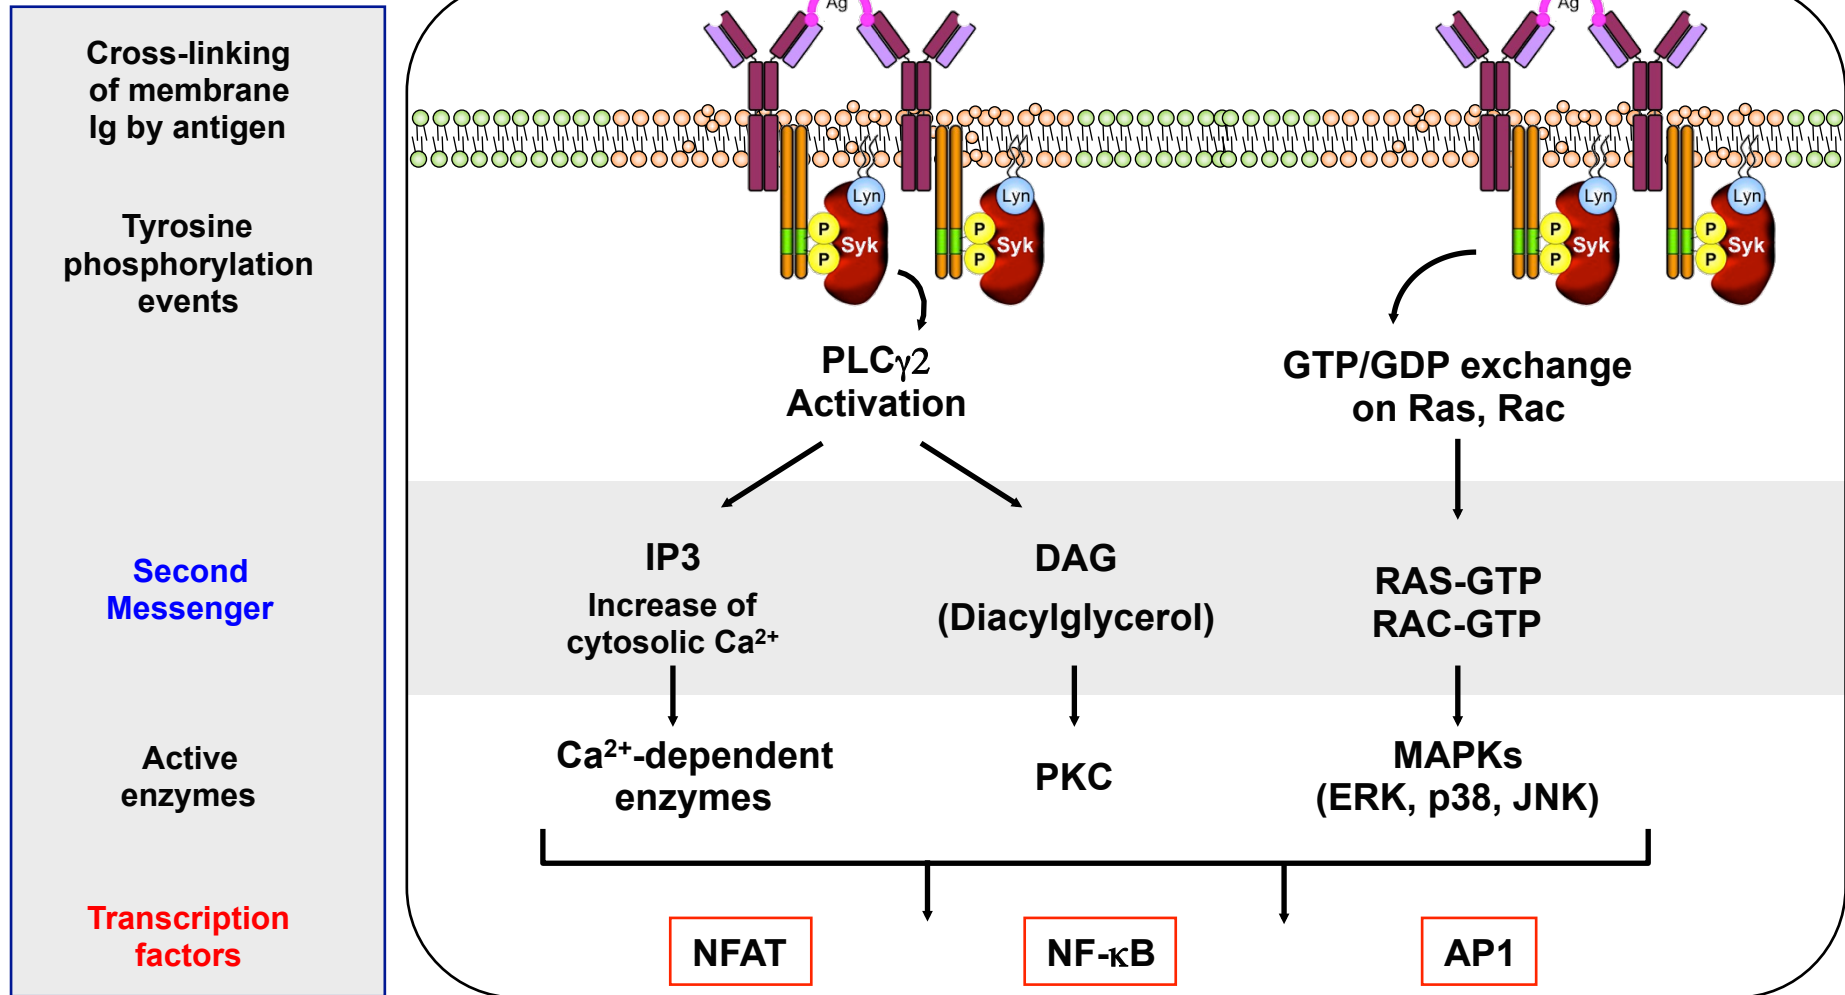 Cross-linking
of membrane
Ig by antigen
Tyrosine
phosphorylation
events
Second
Messenger
Active
enzymes
Transcription
factors
Ag
Ag
Lyn
Lyn
Lyn
Lyn
P
P
Syk
P
P
Syk
P
P
Syk
P
P
Syk
PLCγ2
Activation
GTP/GDP exchange
on Ras, Rac
IP3
Increase of
cytosolic Ca²⁺
DAG
(Diacylglycerol)
RAS-GTP
RAC-GTP
Ca²⁺-dependent
enzymes
PKC
MAPKs
(ERK, p38, JNK)
NFAT
NF-κB
AP1